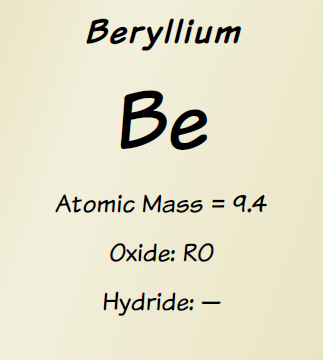 Beryllium
Be
Atomic Mass = 9.4
Oxide: RO
Hydride: —